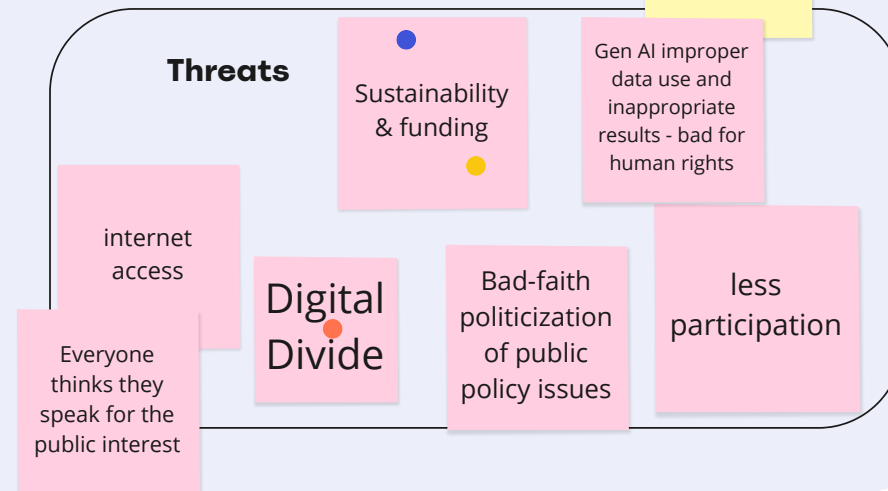 Threats
Sustainability
& funding
Gen AI improper
data use and
inappropriate
results - bad for
human rights
internet
access
Everyone
thinks they
speak for the
public interest
Digital
Divide
Bad-faith
politicization
of public
policy issues
less
participation